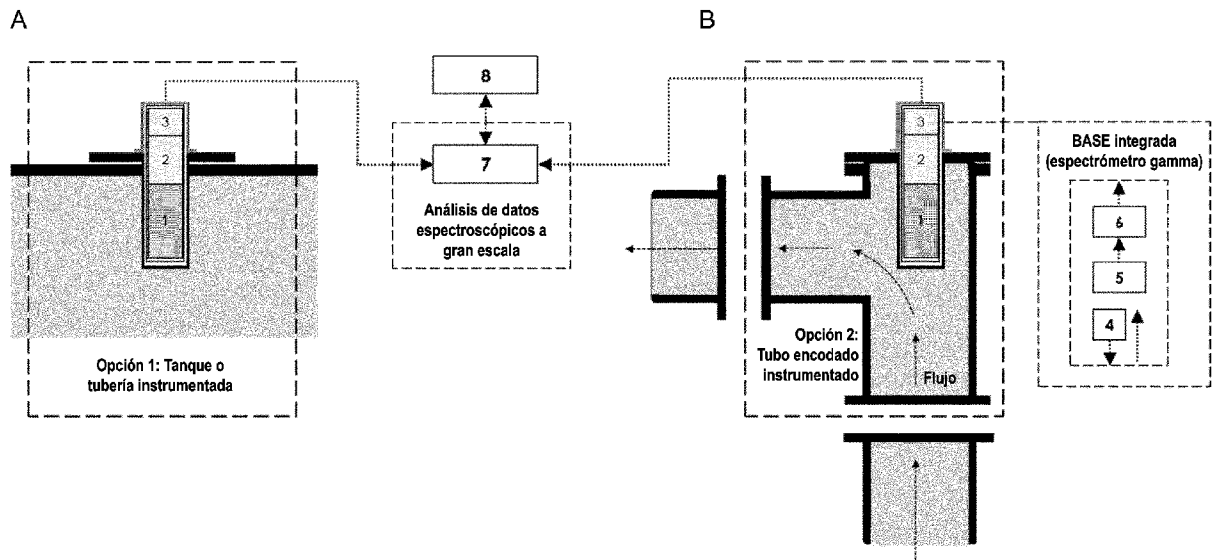 A
B
3
2
1
Opción 1: Tanque o
tubería instrumentada
8
7
Análisis de datos
espectroscópicos a
gran escala
3
2
1
Opción 2:
Tubo encodado
instrumentado
Flujo
BASE integrada
(espectrómetro gamma)
6
5
4